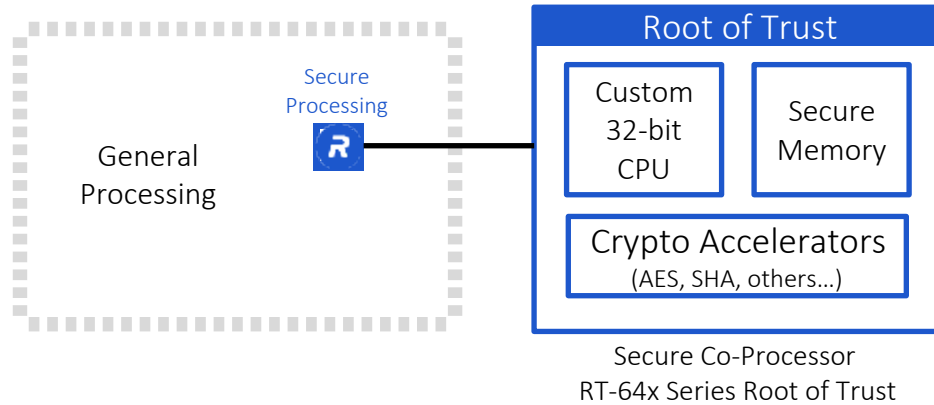 Root of Trust
Secure
Processing
R
General
Processing
Custom
32-bit
CPU
Secure
Memory
Crypto Accelerators
(AES, SHA, others…)
Secure Co-Processor
RT-64x Series Root of Trust